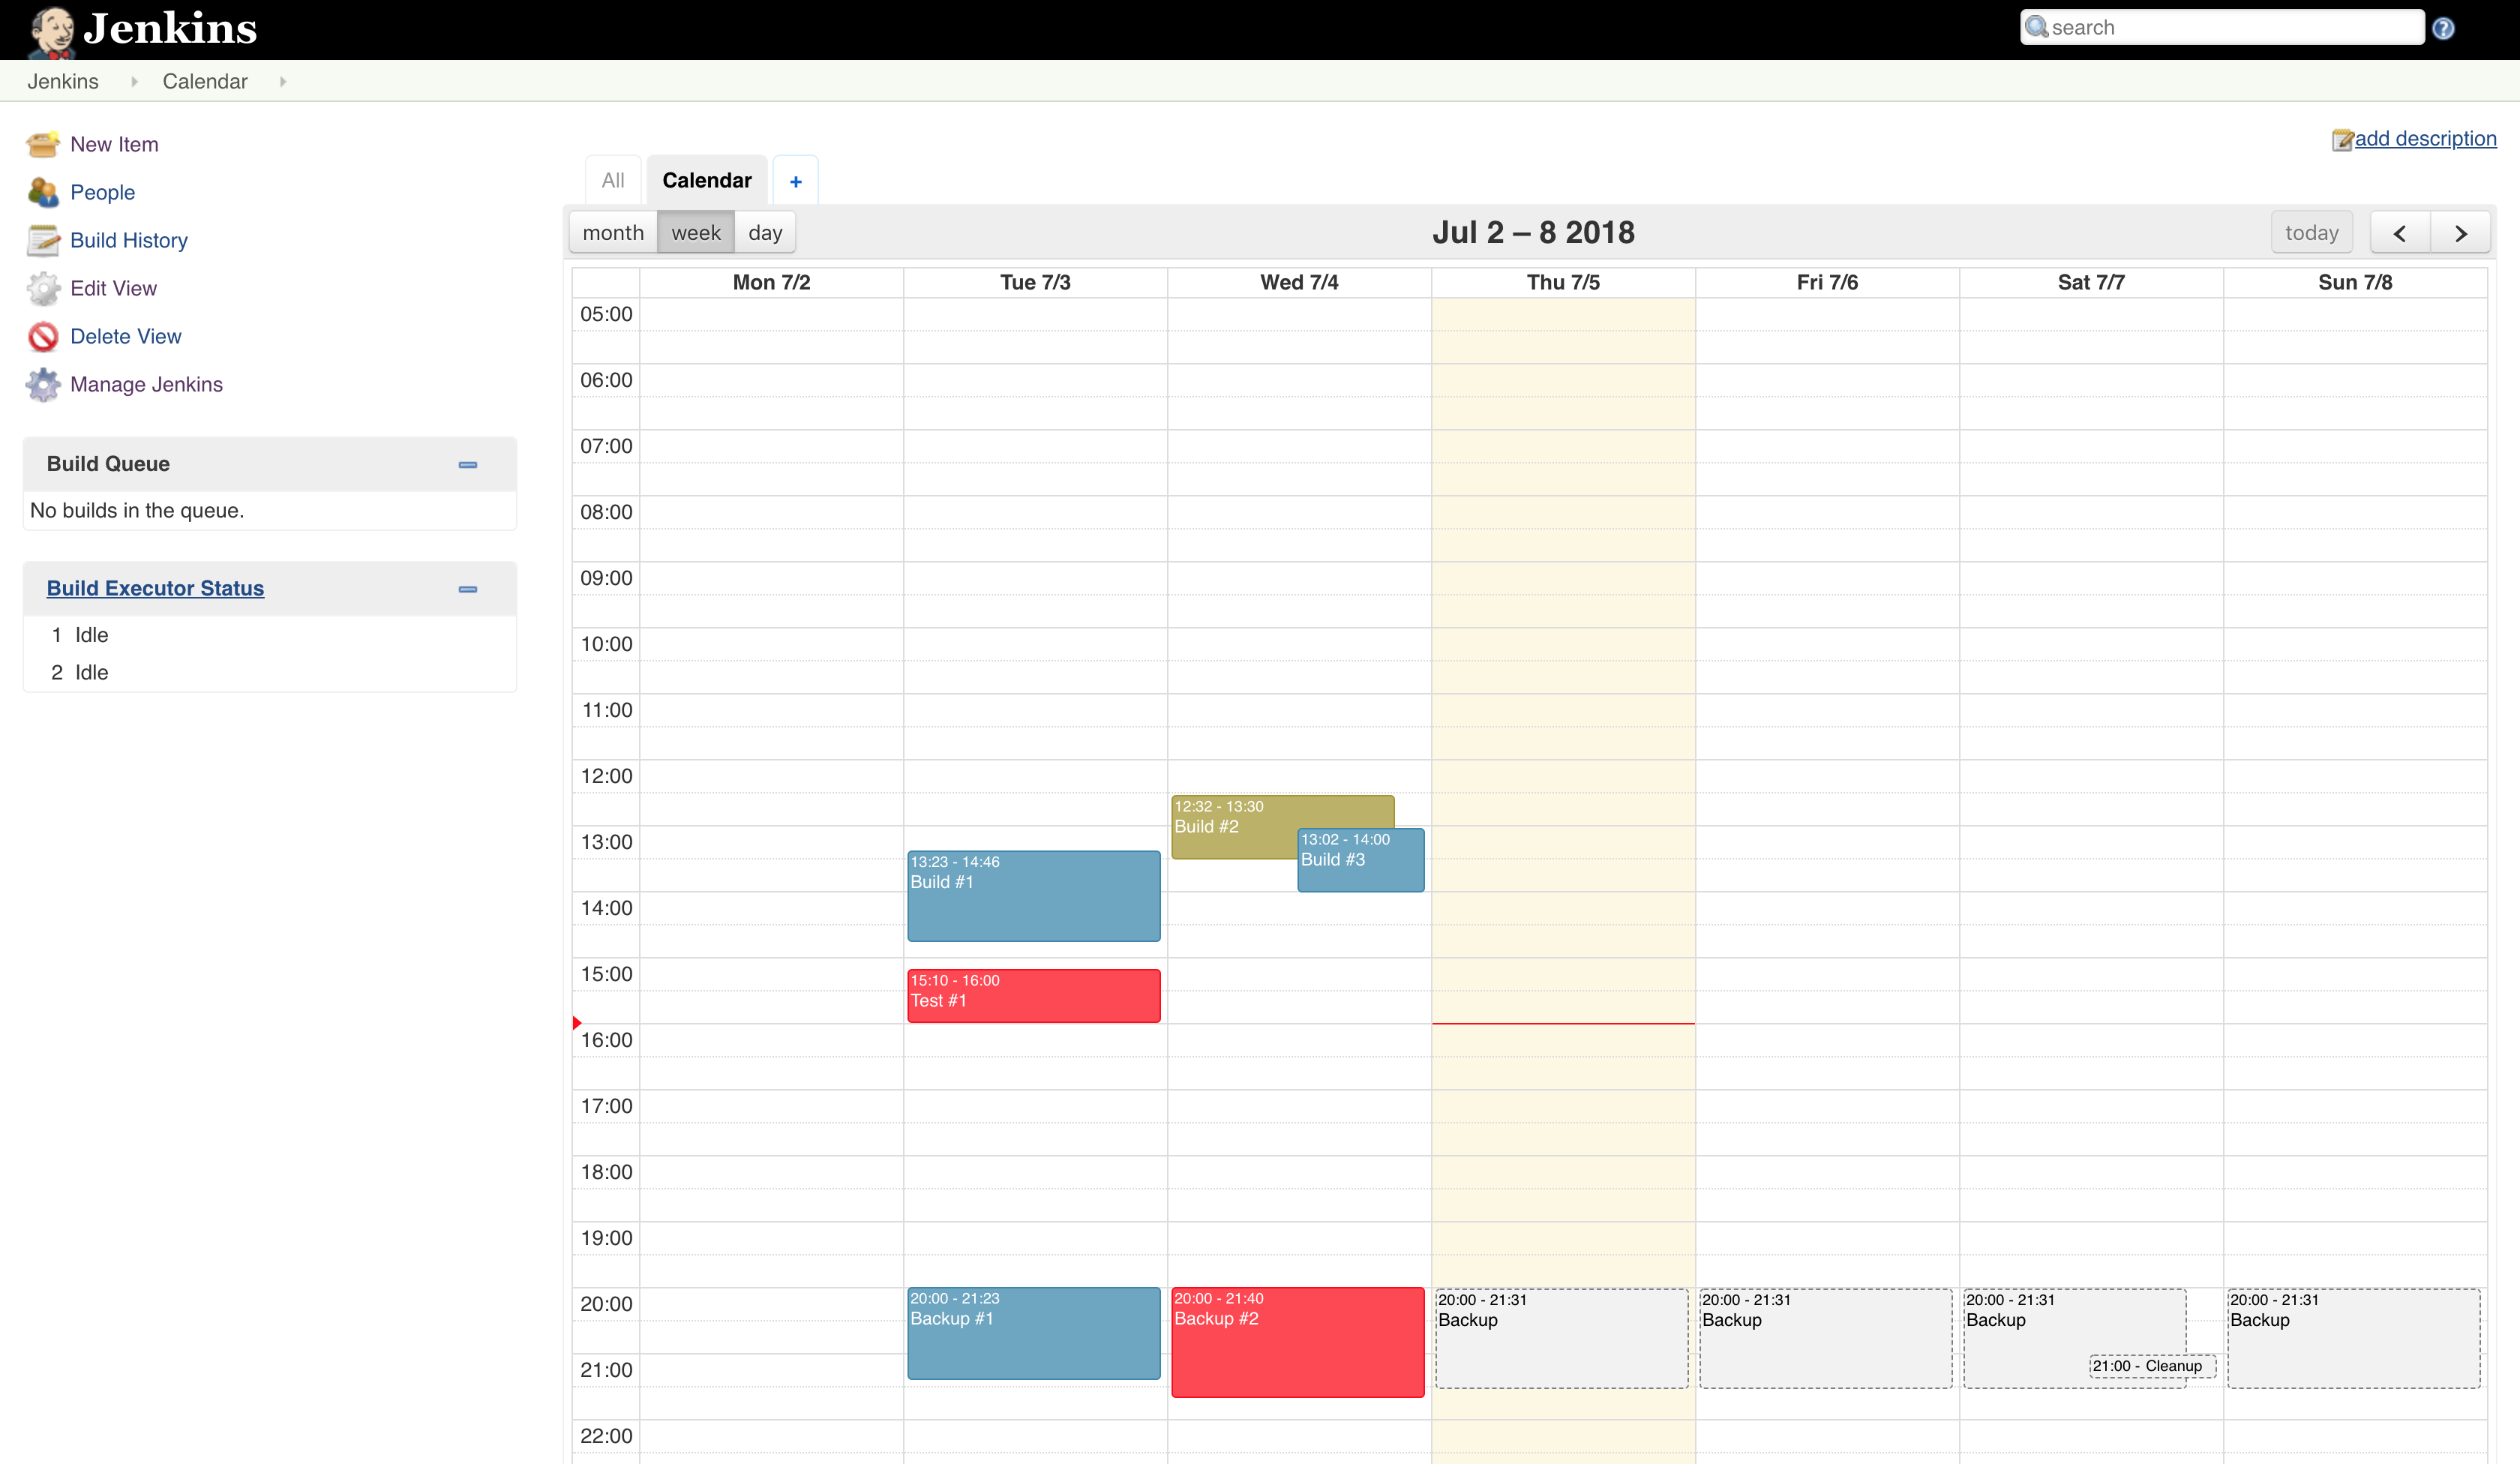 Jenkins
search
?
Jenkins
Calendar
New Item
People
Build History
Edit View
Delete View
Manage Jenkins
Build Queue
No builds in the queue.
Build Executor Status
1 Idle
2 Idle
add description
All
Calendar
+
month
week
day
Jul 2 – 8 2018
today
Mon 7/2
Tue 7/3
Wed 7/4
Thu 7/5
Fri 7/6
Sat 7/7
Sun 7/8
05:00
06:00
07:00
08:00
09:00
10:00
11:00
12:00
12:32 - 13:30
Build #2
13:00
13:02 - 14:00
Build #3
13:23 - 14:46
Build #1
14:00
15:00
15:10 - 16:00
Test #1
16:00
17:00
18:00
19:00
20:00
20:00 - 21:23
Backup #1
20:00 - 21:40
Backup #2
20:00 - 21:31
Backup
20:00 - 21:31
Backup
20:00 - 21:31
Backup
20:00 - 21:31
Backup
21:00
21:00 - Cleanup
22:00